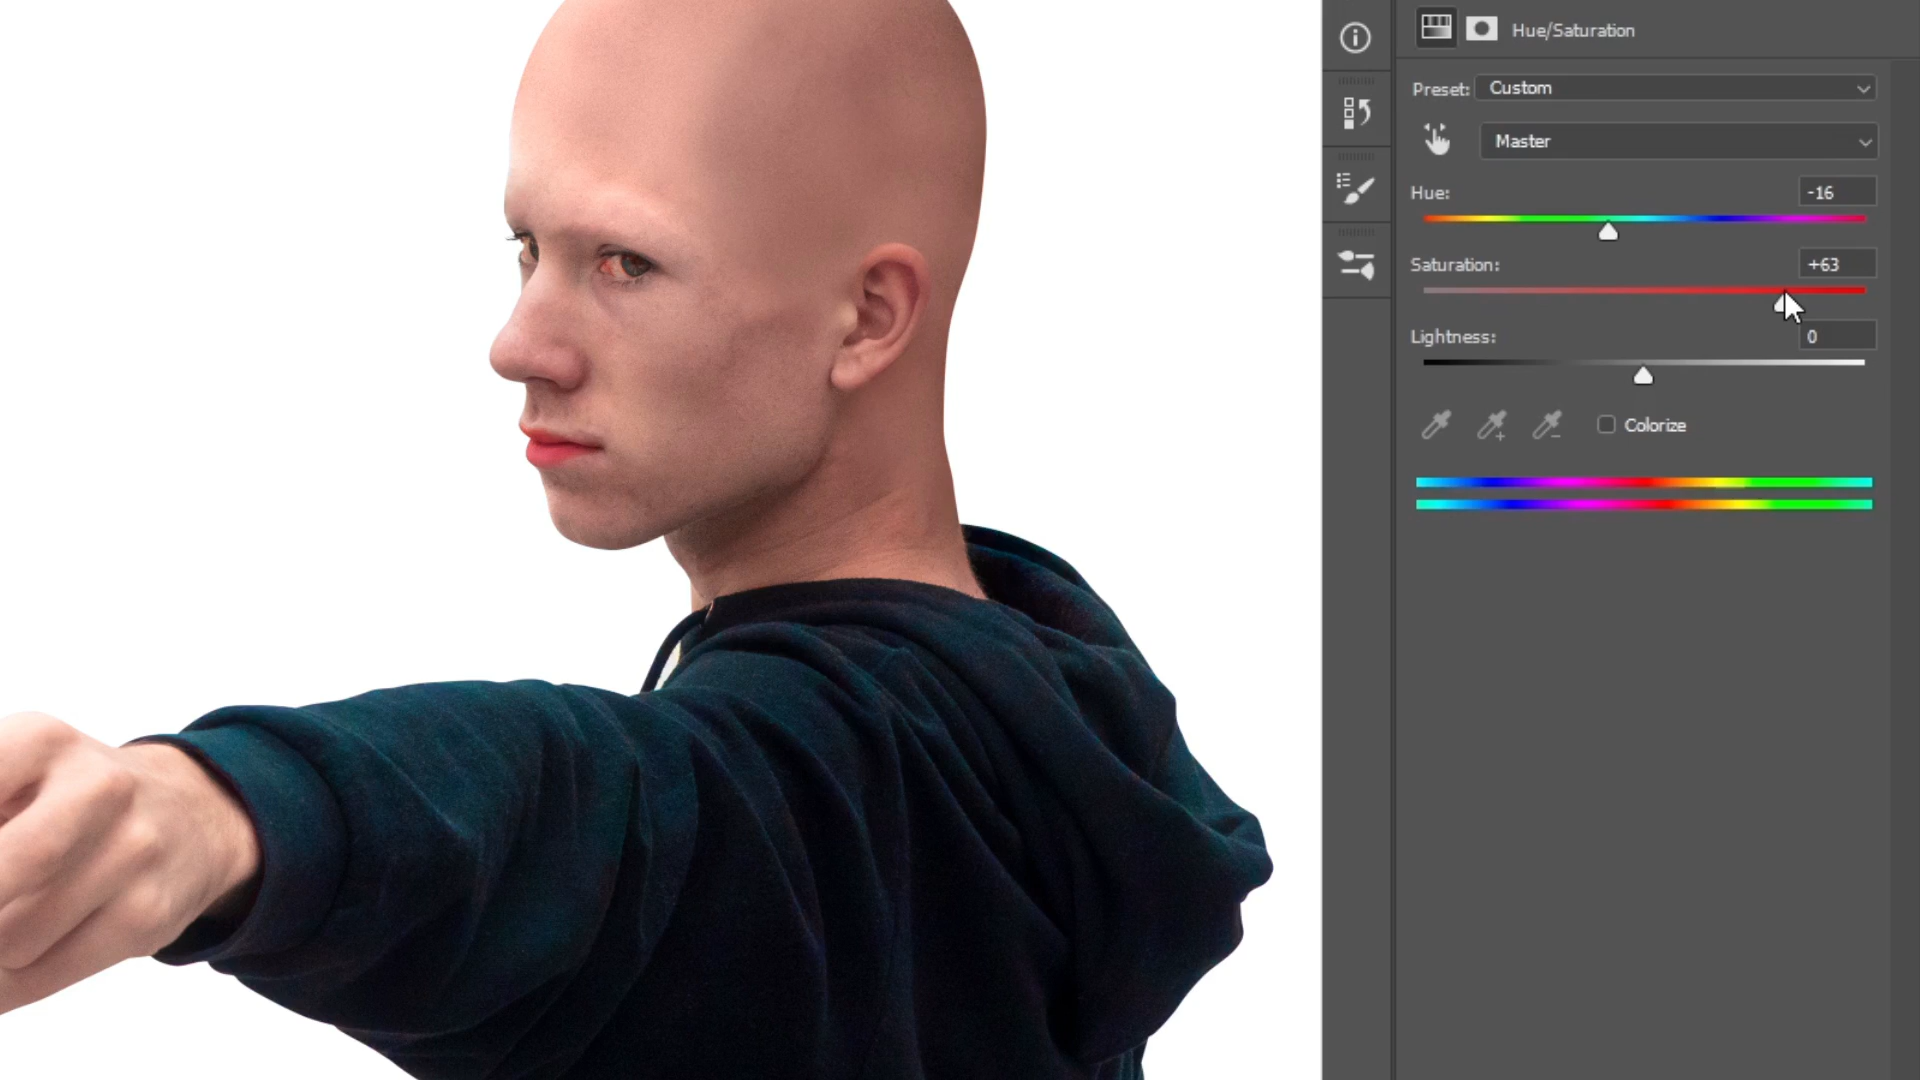 Hue/Saturation
Preset: Custom
Master
Hue: -16
Saturation: +63
Lightness: 0
Colorize